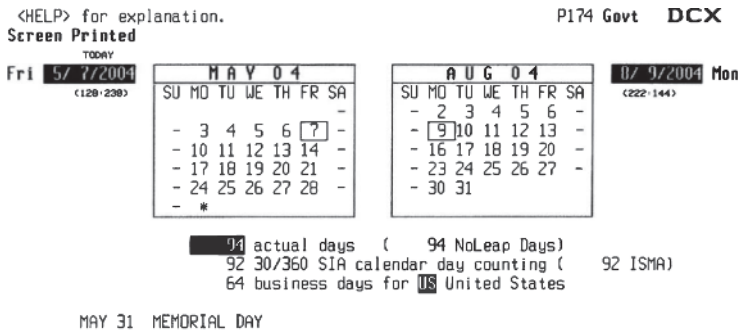 <HELP> for explanation. P174 Govt DCX
Screen Printed
TODAY
Fri 5/ 7/2004 MAY 04 AUG 04 8/ 9/2004 Mon
(128·238) SU MO TU WE TH FR SA SU MO TU WE TH FR SA (222·144)
- - 2 3 4 5 6 -
- 3 4 5 6 7 - - 9 10 11 12 13 -
- 10 11 12 13 14 - - 16 17 18 19 20 -
- 17 18 19 20 21 - 23 24 25 26 27 -
- 24 25 26 27 28 - - 30 31
- *
94 actual days ( 94 NoLeap Days)
92 30/360 SIA calendar day counting ( 92 ISMA)
64 business days for US United States
MAY 31 MEMORIAL DAY